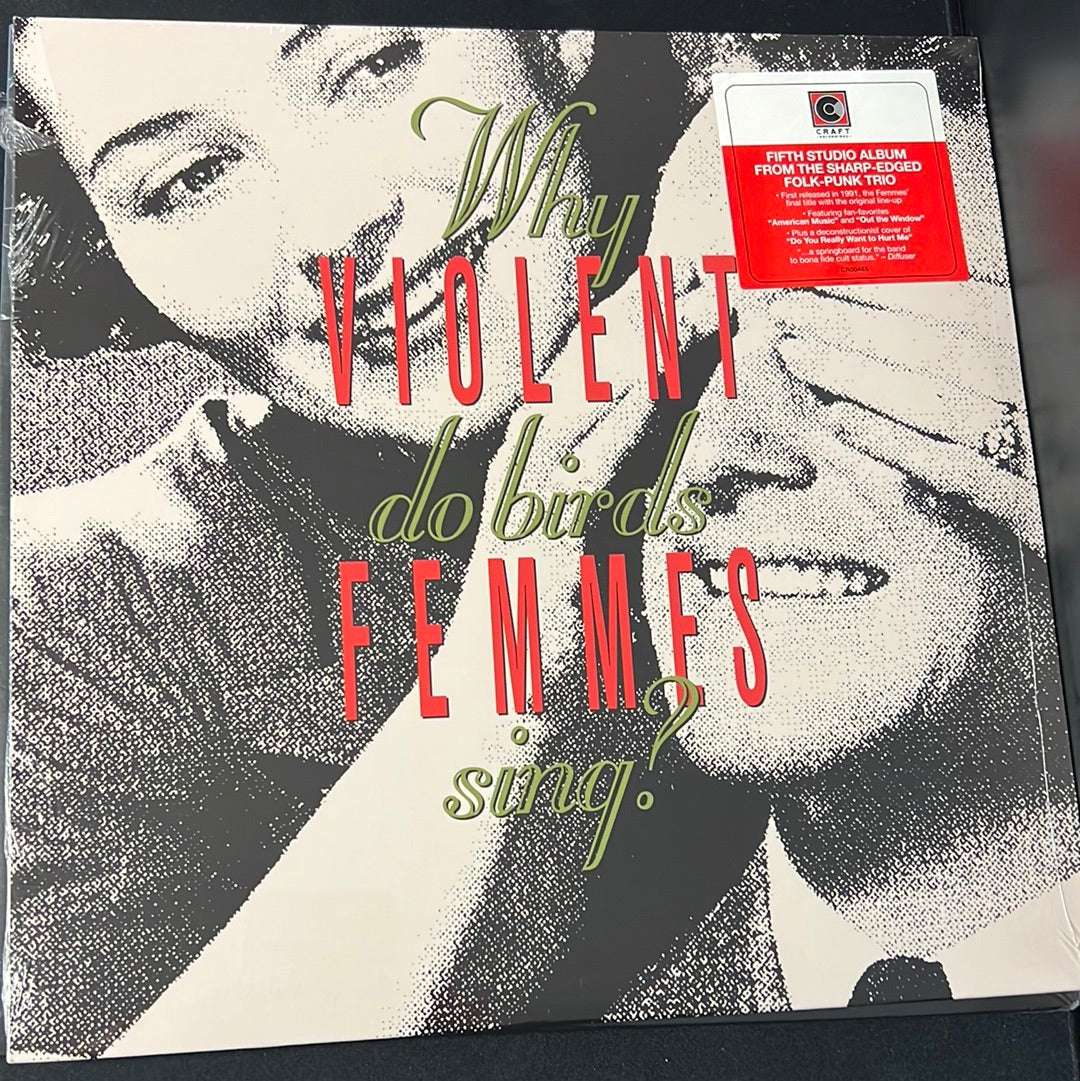 Why
VIOLENT
do birds
FEMMES
sing?
CRAFT
RECORDINGS
FIFTH STUDIO ALBUM
FROM THE SHARP-EDGED
FOLK-PUNK TRIO
• First released in 1991, the Femmes'
final title with the original line-up
• Featuring fan-favorites
"American Music" and "Out the Window"
• Plus a deconstructionist cover of
"Do You Really Want to Hurt Me"
"...a springboard for the band
to bona fide cult status." – Diffuser